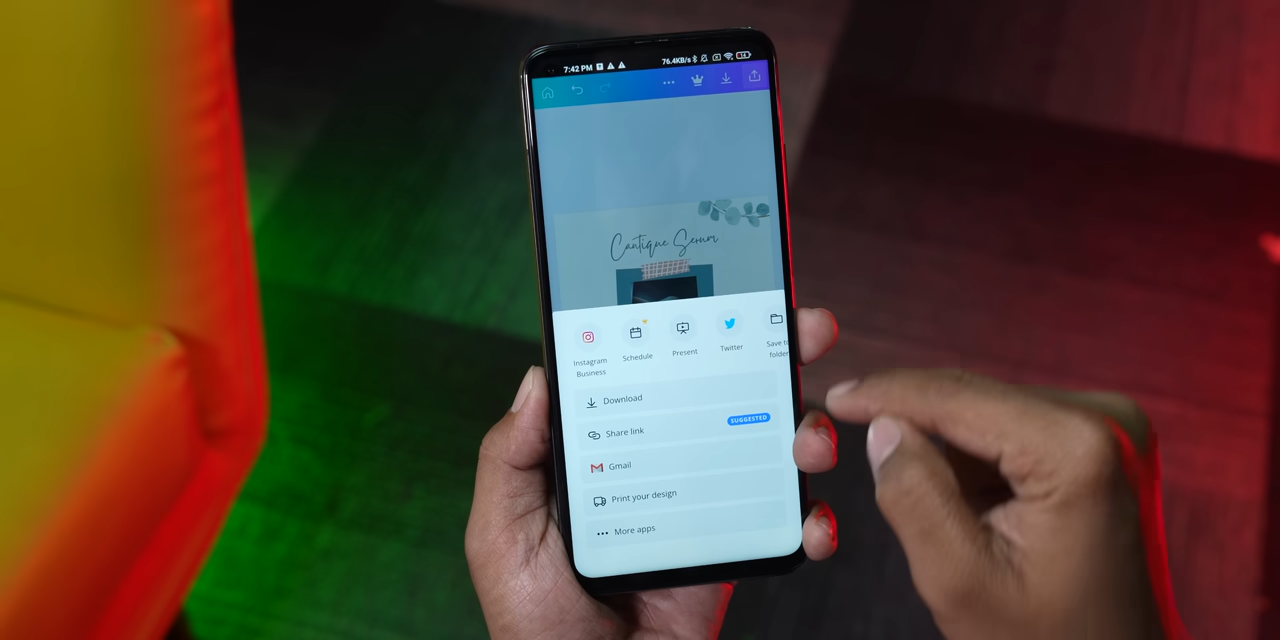 7:42 PM
76.4KB/s
14
Cantique Serum
Instagram
Business
Schedule
Present
Twitter
Save to
folder
Download
Share link
SUGGESTED
Gmail
Print your design
More apps